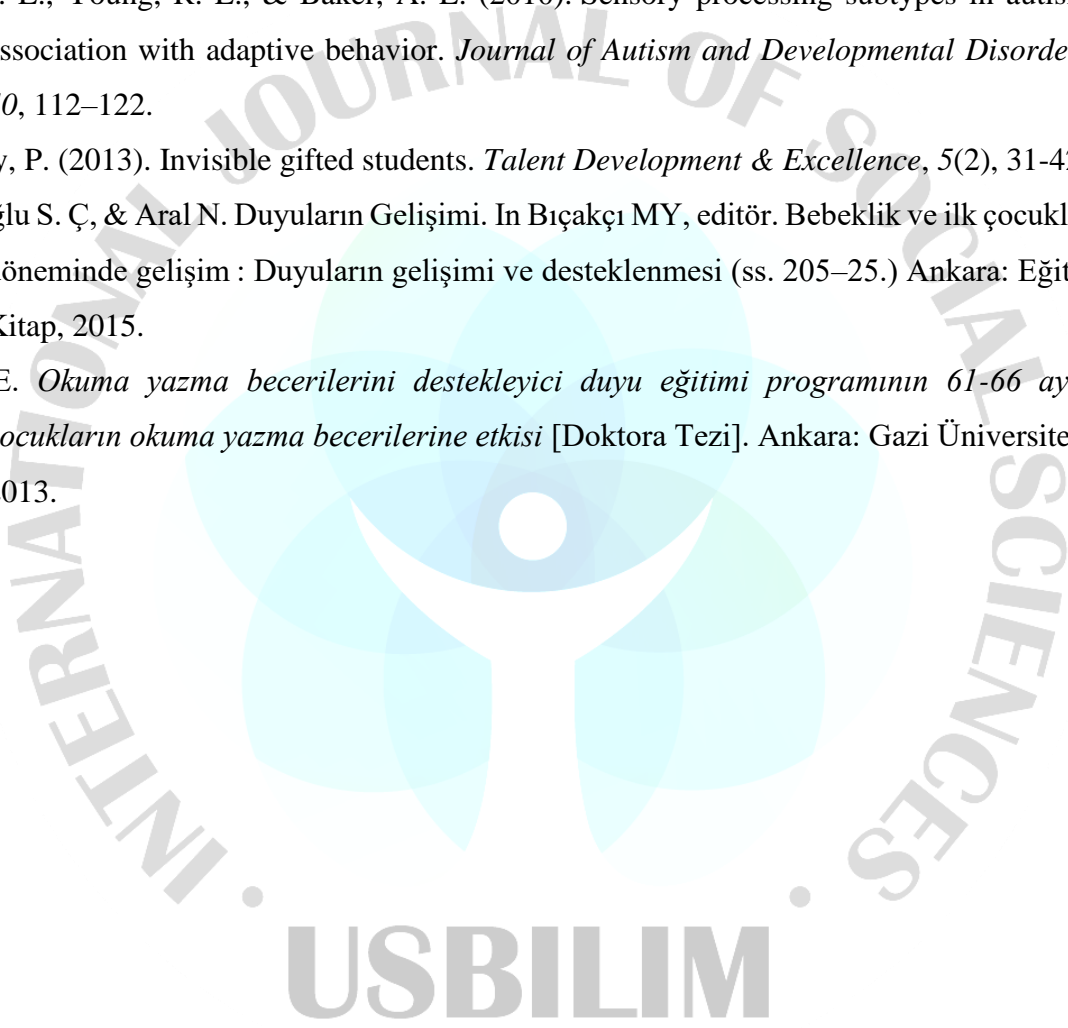 L., Young, R. L., & Baker, A. E. (2010). Sensory processing subtypes in autis
ssociation with adaptive behavior. Journal of Autism and Developmental Disorde
0, 112–122.
y, P. (2013). Invisible gifted students. Talent Development & Excellence, 5(2), 31-4
ğlu S. Ç, & Aral N. Duyuların Gelişimi. In Bıçakçı MY, editör. Bebeklik ve ilk çocukl
döneminde gelişim : Duyuların gelişimi ve desteklenmesi (ss. 205–25.) Ankara: Eğit
Kitap, 2015.
E. Okuma yazma becerilerini destekleyici duyu eğitimi programının 61-66 ay
ocukların okuma yazma becerilerine etkisi [Doktora Tezi]. Ankara: Gazi Üniversite
2013.
INTERNATIONAL JOURNAL OF SOCIAL SCIENCES
USBILIM